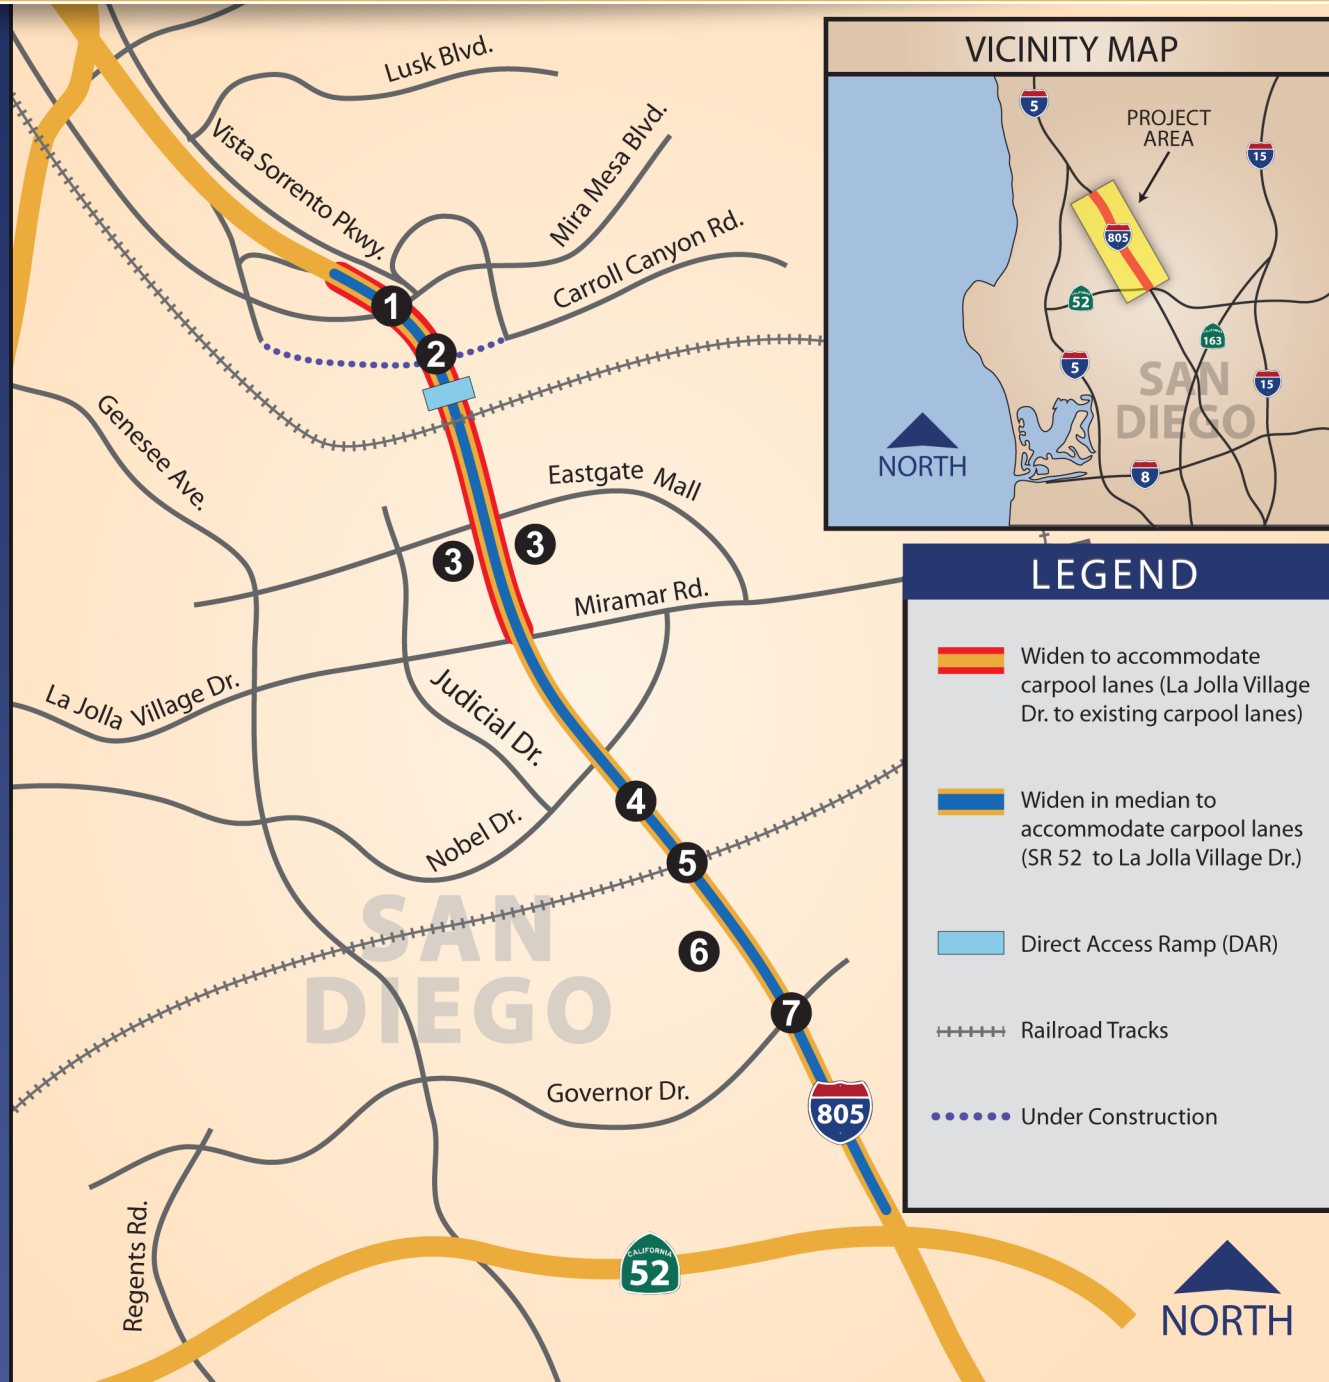 Lusk Blvd.
Vista Sorrento Pkwy.
Mira Mesa Blvd.
Carroll Canyon Rd.
1
2
Genesee Ave.
Eastgate Mall
3
3
Miramar Rd.
La Jolla Village Dr.
Judicial Dr.
Nobel Dr.
4
5
SAN
DIEGO
6
7
Governor Dr.
805
Regents Rd.
CALIFORNIA
52
VICINITY MAP
5
PROJECT
AREA
15
805
52
163
5
SAN
DIEGO
15
NORTH
8
LEGEND
Widen to accommodate
carpool lanes (La Jolla Village
Dr. to existing carpool lanes)
Widen in median to
accommodate carpool lanes
(SR 52 to La Jolla Village Dr.)
Direct Access Ramp (DAR)
Railroad Tracks
Under Construction
NORTH